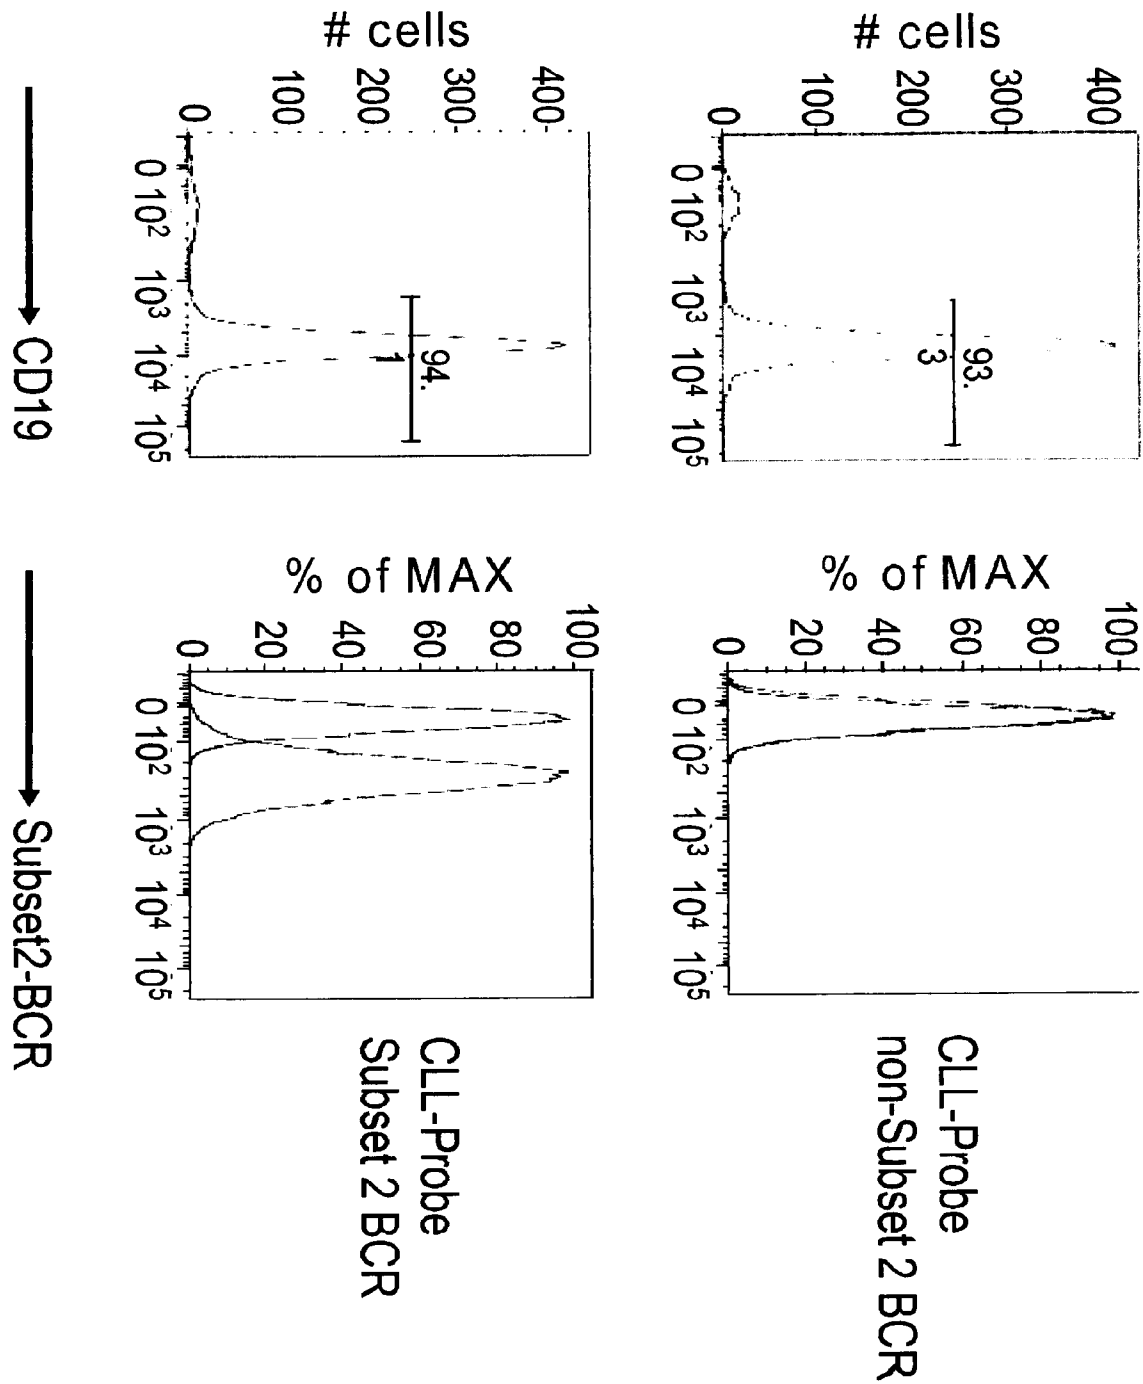 # cells
400
300
200
100
0
0 10² 10³ 10⁴ 10⁵
93.
3
% of MAX
100
80
60
40
20
0
0 10² 10³ 10⁴ 10⁵
CLL-Probe
non-Subset 2 BCR
# cells
400
300
200
100
0
0 10² 10³ 10⁴ 10⁵
94.
1
% of MAX
100
80
60
40
20
0
0 10² 10³ 10⁴ 10⁵
CLL-Probe
Subset 2 BCR
CD19
Subset2-BCR